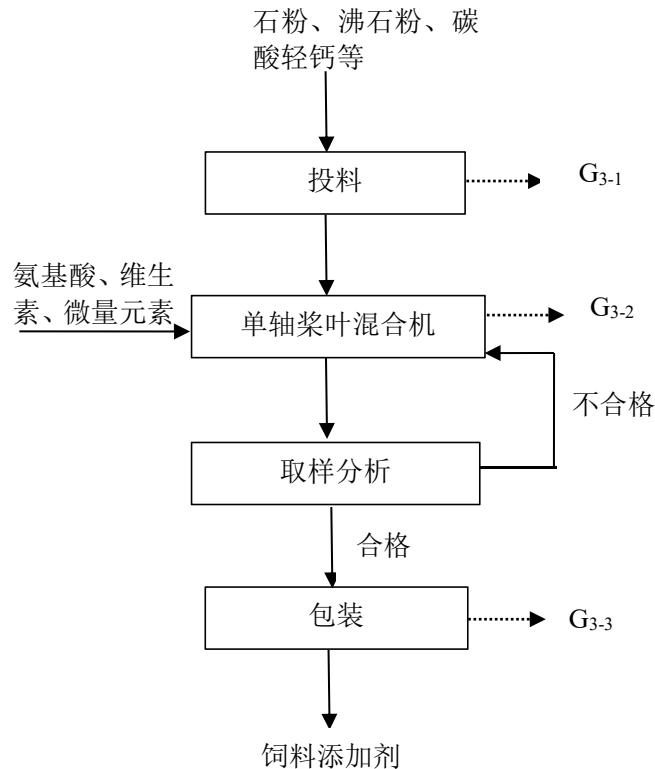 石粉、沸石粉、碳
酸轻钙等
投料
G3-1
氨基酸、维生
素、微量元素
单轴桨叶混合机
G3-2
不合格
取样分析
合格
包装
G3-3
饲料添加剂